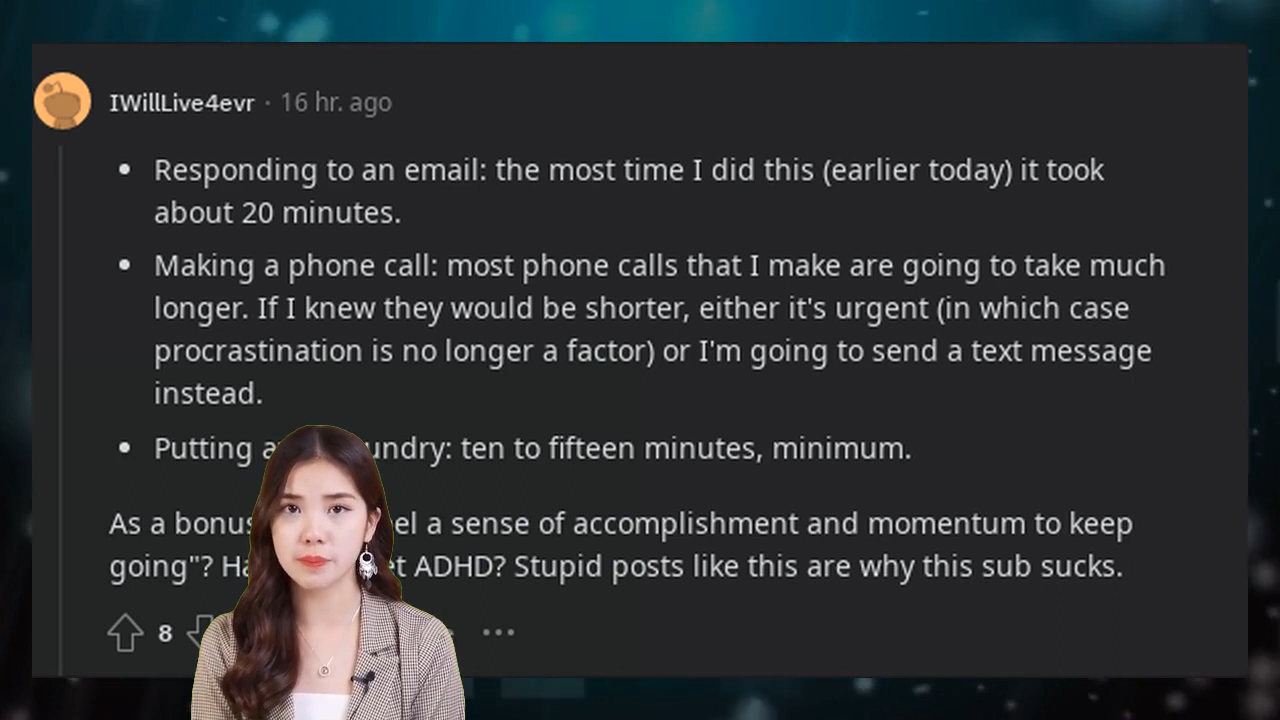 IWillLive4evr · 16 hr. ago
• Responding to an email: the most time I did this (earlier today) it took
about 20 minutes.
• Making a phone call: most phone calls that I make are going to take much
longer. If I knew they would be shorter, either it's urgent (in which case
procrastination is no longer a factor) or I'm going to send a text message
instead.
• Putting ten to fifteen minutes, minimum.
As a bonus a sense of accomplishment and momentum to keep
going"? ADHD? Stupid posts like this are why this sub sucks.
8